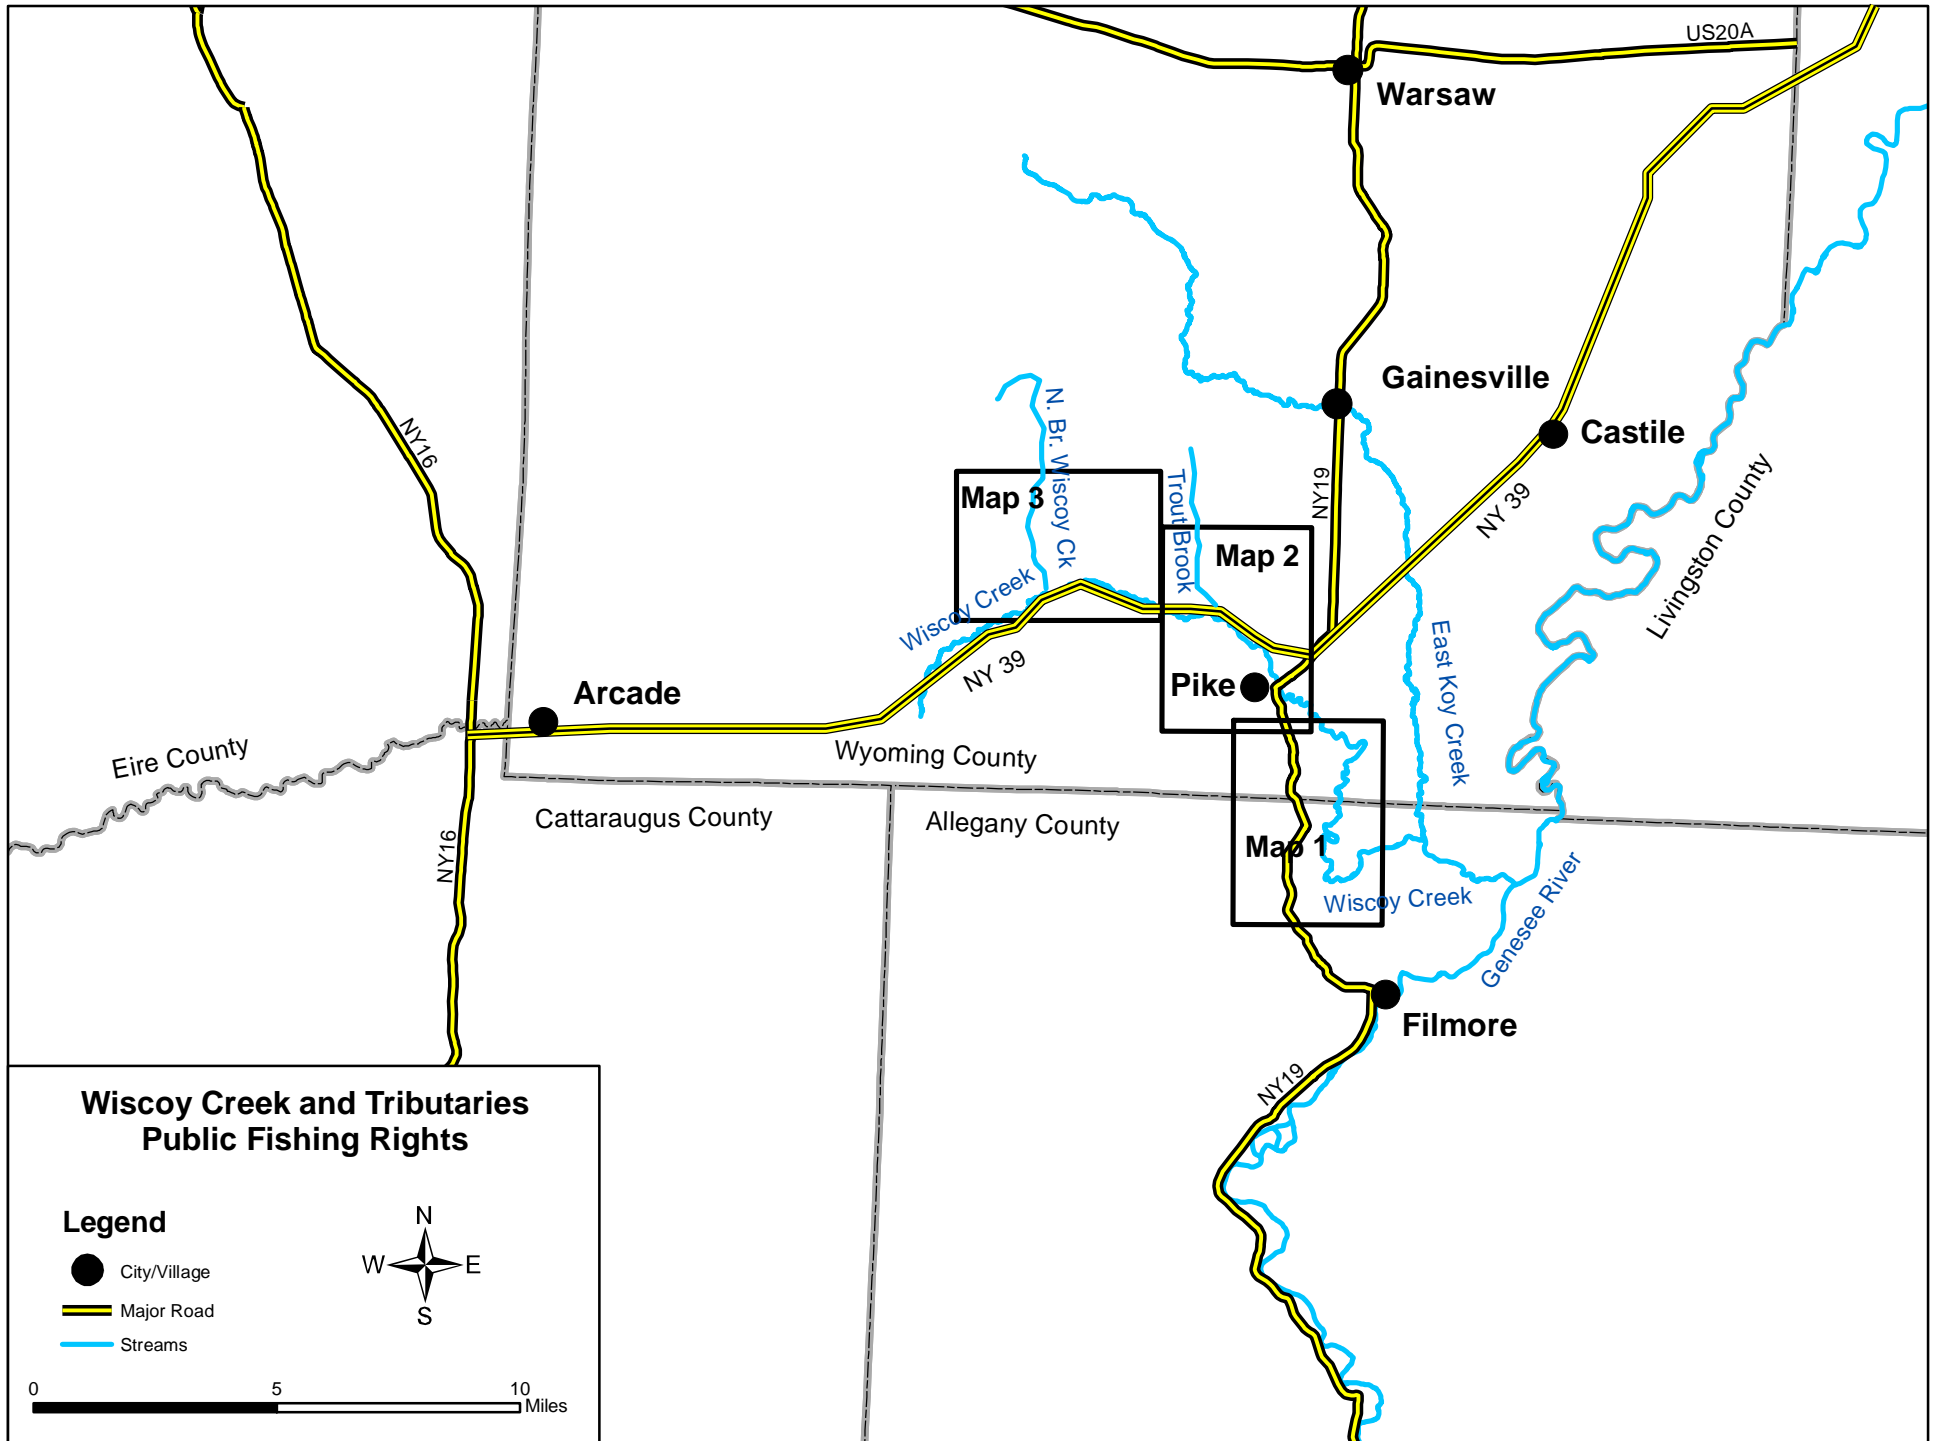 US20A
Warsaw
Gainesville
Castile
N. Br. Wiscoy Ck
NY16
Map 3
Trout Brook
NY19
NY 39
Map 2
Livingston County
Wiscoy Creek
NY 39
East Koy Creek
Pike
Arcade
Eire County
Wyoming County
Cattaraugus County
Allegany County
NY16
Map 1
Wiscoy Creek
Genesee River
Filmore
NY19
Wiscoy Creek and Tributaries
Public Fishing Rights
Legend
City/Village
Major Road
Streams
N
W E
S
0 5 10
Miles